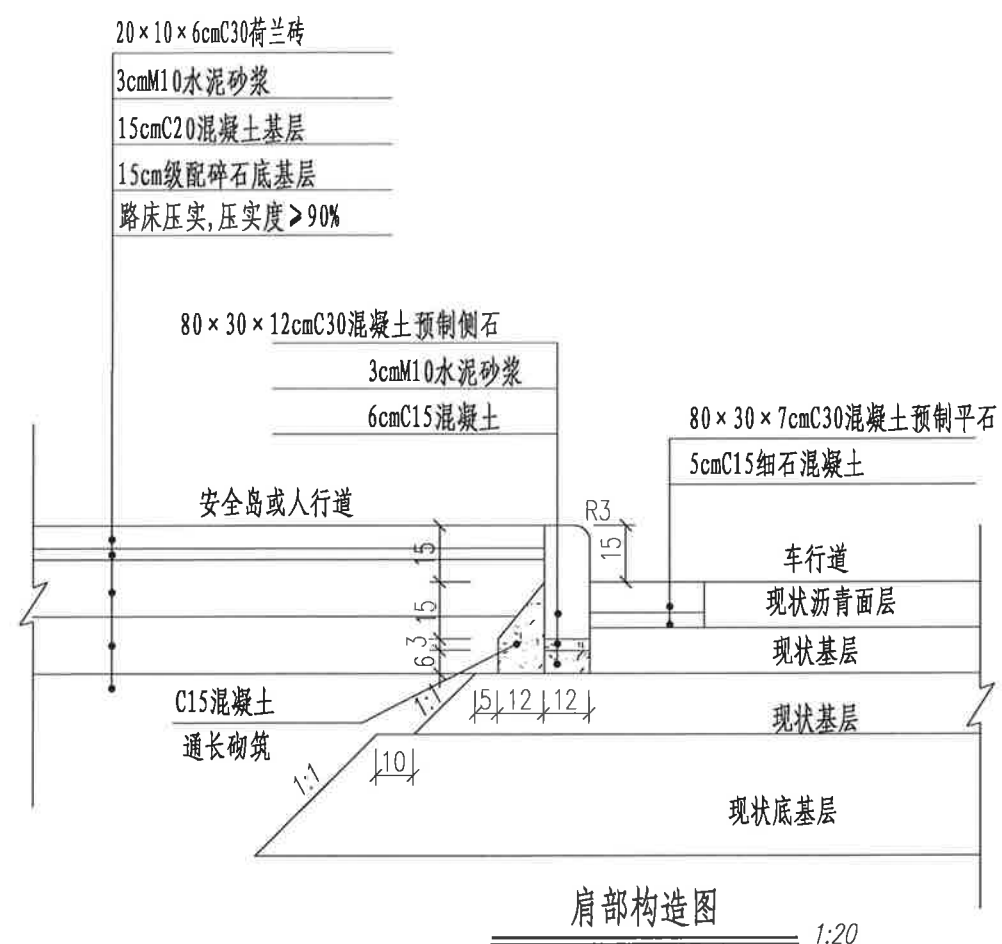 20×10×6cmC30荷兰砖
3cmM10水泥砂浆
15cmC20混凝土基层
15cm级配碎石底基层
路床压实,压实度≥90%
80×30×12cmC30混凝土预制侧石
3cmM10水泥砂浆
6cmC15混凝土
80×30×7cmC30混凝土预制平石
5cmC15细石混凝土
安全岛或人行道
R3
15
15
车行道
现状沥青面层
15
3
现状基层
6
C15混凝土
通长砌筑
1:1
5
12
12
现状基层
10
1:1
现状底基层
肩部构造图
1:20